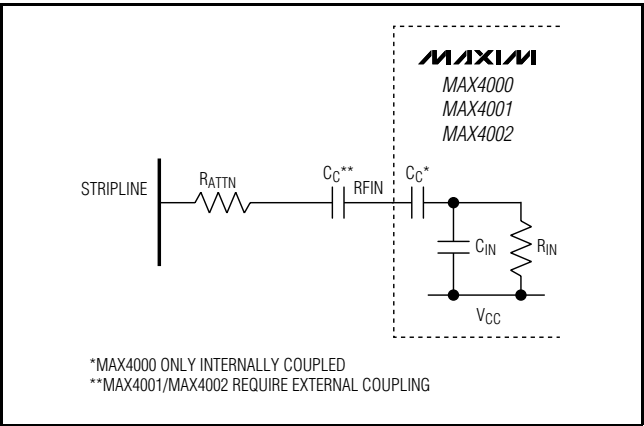 MAXIM
MAX4000
MAX4001
MAX4002
STRIPLINE
RATTN
CC**
RFIN
CC*
CIN
RIN
VCC
*MAX4000 ONLY INTERNALLY COUPLED
**MAX4001/MAX4002 REQUIRE EXTERNAL COUPLING